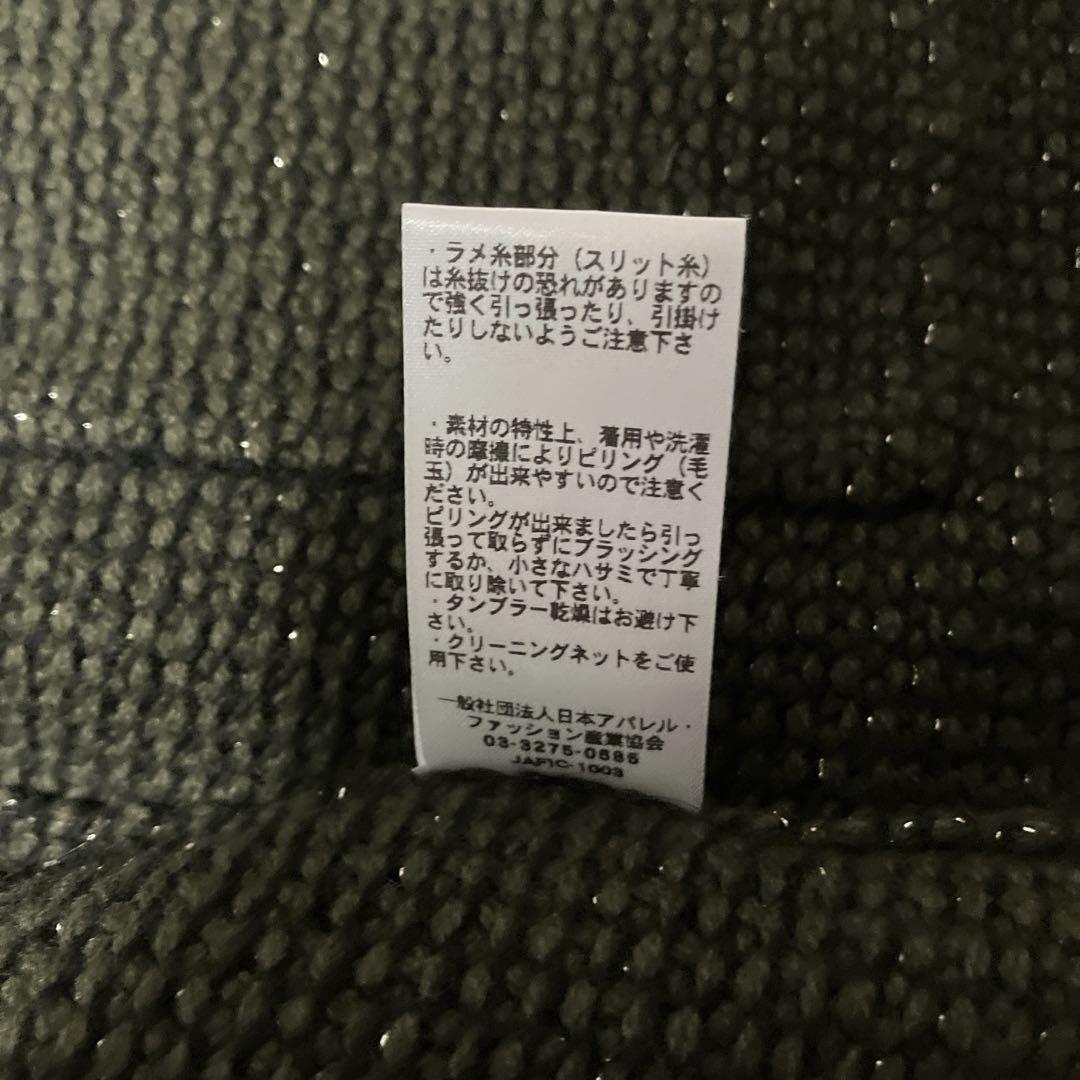 ・ラメ糸部分（スリット糸）
は糸抜けの恐れがありますの
で強く引っ張ったり、引掛け
たりしないようご注意下さ
い。
・素材の特性上、着用や洗濯
時の摩擦によりピリング（毛
玉）が出来やすいので注意く
ださい。
ピリングが出来ましたら引っ
張って取らずにブラッシング
するか、小さなハサミで丁寧
に取り除いて下さい。
・タンブラー乾燥はお避け下
さい。
・クリーニングネットをご使
用下さい。
一般社団法人日本アパレル・
ファッション産業協会
03-3275-0685
JAFIC-1003